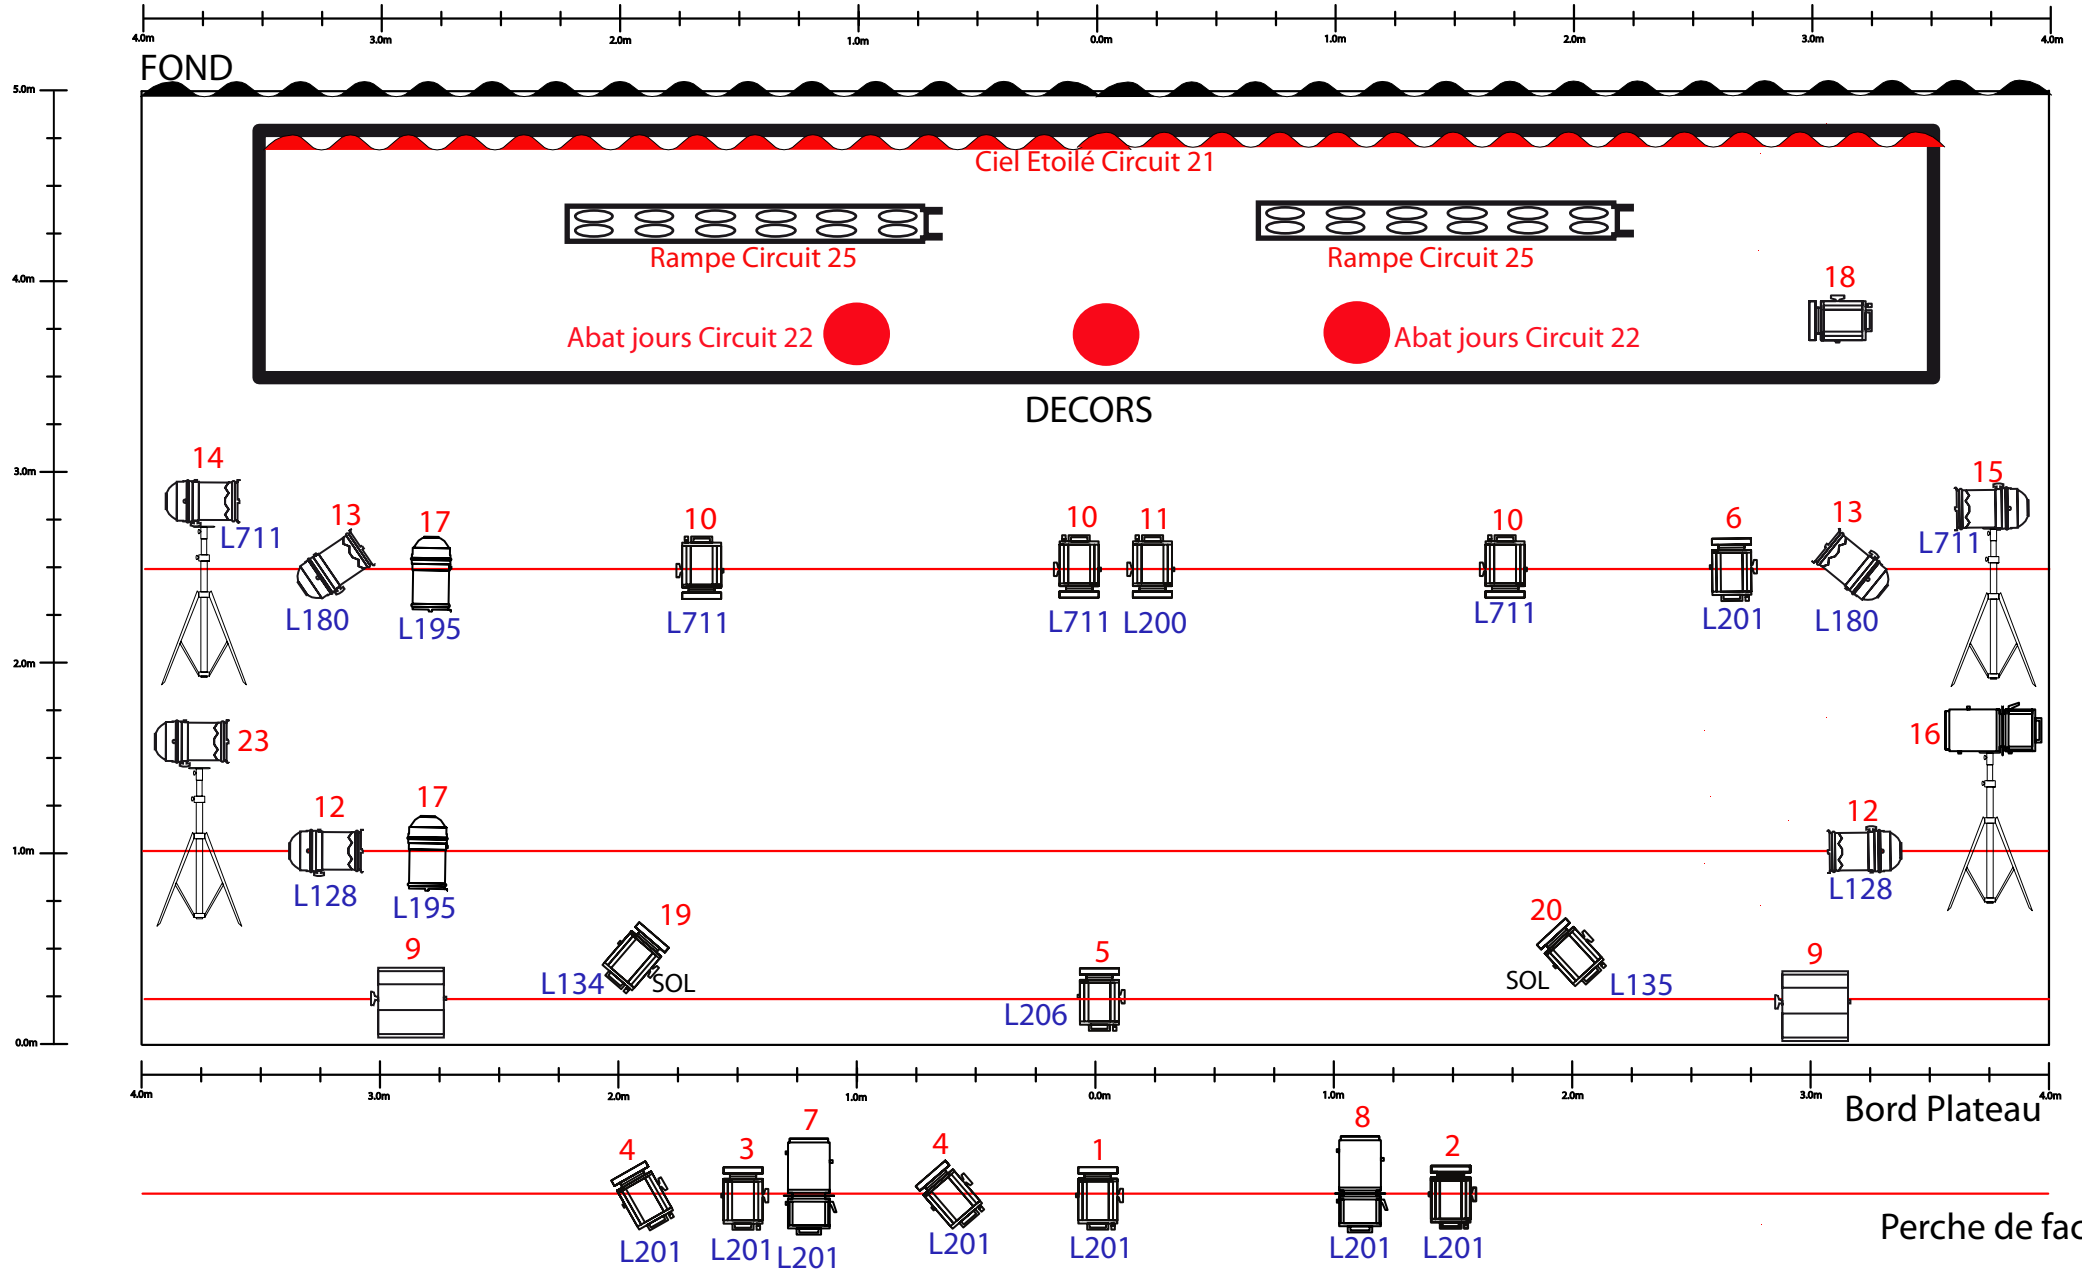 4.0m 3.0m 2.0m 1.0m 0.0m 1.0m 2.0m 3.0m 4.0m
FOND
5.0m
Ciel Etoilé Circuit 21
Rampe Circuit 25
Rampe Circuit 25
4.0m
18
Abat jours Circuit 22
Abat jours Circuit 22
DECORS
3.0m
14
15
13 17 10 10 11 10 6 13
L711
L711
L180 L195 L711 L711 L200 L711 L201 L180
2.0m
23
16
12 17 12
1.0m
L128 L195 L128
19
20
9 5 9
L134 SOL
SOL L135
L206
0.0m
4.0m 3.0m 2.0m 1.0m 0.0m 1.0m 2.0m 3.0m 4.0m
Bord Plateau
7 8
4 3 4 1 2
L201 L201 L201 L201 L201 L201 L201
Perche de fac